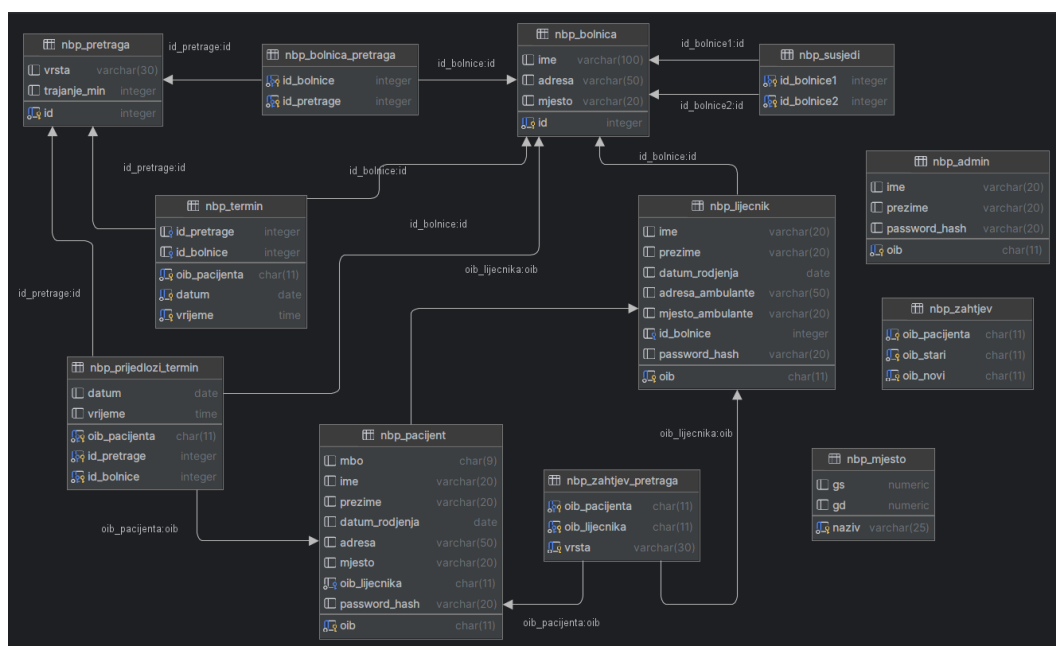 nbp_pretraga
vrsta varchar(30)
trajanje_min integer
id integer
id_pretrage:id
nbp_bolnica_pretraga
id_bolnice integer
id_pretrage integer
id_bolnice:id
nbp_bolnica
ime varchar(100)
adresa varchar(50)
mjesto varchar(20)
id integer
id_bolnice1:id
id_bolnice2:id
nbp_susjedi
id_bolnice1 integer
id_bolnice2 integer
id_pretrage:id
id_bolnice:id
id_bolnice:id
nbp_admin
ime varchar(20)
prezime varchar(20)
password_hash varchar(20)
oib char(11)
nbp_termin
id_pretrage integer
id_bolnice integer
oib_pacijenta char(11)
datum date
vrijeme time
id_bolnice:id
oib_lijecnika:oib
nbp_lijecnik
ime varchar(20)
prezime varchar(20)
datum_rodjenja date
adresa_ambulante varchar(50)
mjesto_ambulante varchar(20)
id_bolnice integer
password_hash varchar(20)
oib char(11)
id_pretrage:id
nbp_zahtjev
oib_pacijenta char(11)
oib_stari char(11)
oib_novi char(11)
nbp_prijedlozi_termin
datum date
vrijeme time
oib_pacijenta char(11)
id_pretrage integer
id_bolnice integer
oib_pacijenta:oib
nbp_pacijent
mbo char(9)
ime varchar(20)
prezime varchar(20)
datum_rodjenja date
adresa varchar(50)
mjesto varchar(20)
oib_lijecnika char(11)
password_hash varchar(20)
oib char(11)
oib_lijecnika:oib
nbp_zahtjev_pretraga
oib_pacijenta char(11)
oib_lijecnika char(11)
vrsta varchar(30)
oib_pacijenta:oib
nbp_mjesto
gs numeric
gd numeric
naziv varchar(25)